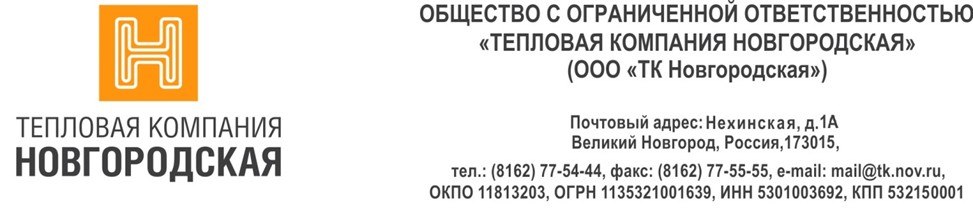 ТЕПЛОВАЯ КОМПАНИЯ
НОВГОРОДСКАЯ
ОБЩЕСТВО С ОГРАНИЧЕННОЙ ОТВЕТСТВЕННОСТЬЮ
«ТЕПЛОВАЯ КОМПАНИЯ НОВГОРОДСКАЯ»
(ООО «ТК Новгородская»)
Почтовый адрес: Нехинская, д.1А
Великий Новгород, Россия,173015,
тел.: (8162) 77-54-44, факс: (8162) 77-55-55, e-mail: mail@tk.nov.ru,
ОКПО 11813203, ОГРН 1135321001639, ИНН 5301003692, КПП 532150001